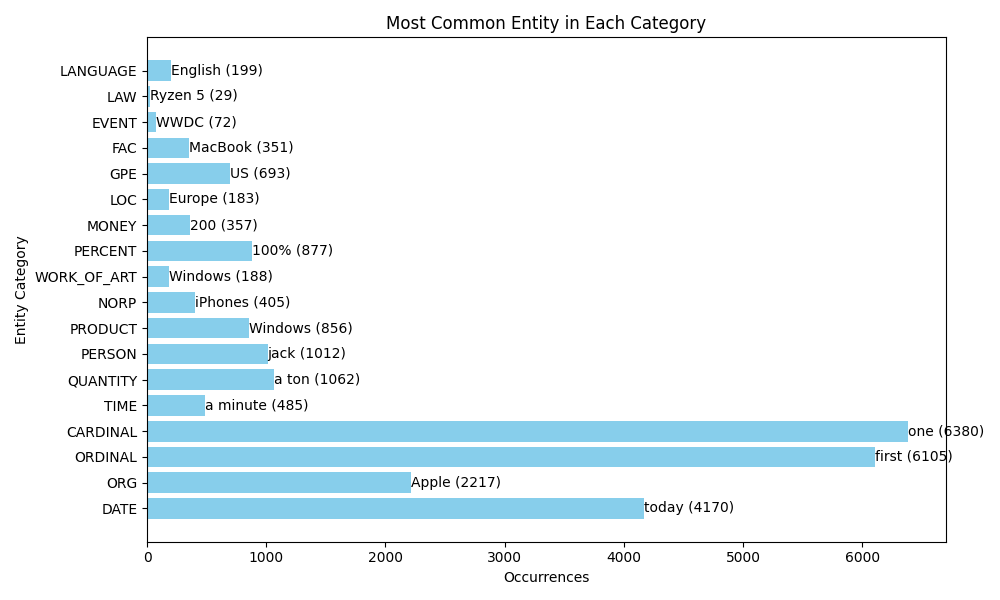 Most Common Entity in Each Category
LANGUAGE English (199)
LAW Ryzen 5 (29)
EVENT WWDC (72)
FAC MacBook (351)
GPE US (693)
LOC Europe (183)
MONEY 200 (357)
PERCENT 100% (877)
WORK_OF_ART Windows (188)
NORP iPhones (405)
PRODUCT Windows (856)
PERSON jack (1012)
QUANTITY a ton (1062)
TIME a minute (485)
CARDINAL one (6380)
ORDINAL first (6105)
ORG Apple (2217)
DATE today (4170)
Entity Category
0 1000 2000 3000 4000 5000 6000
Occurrences